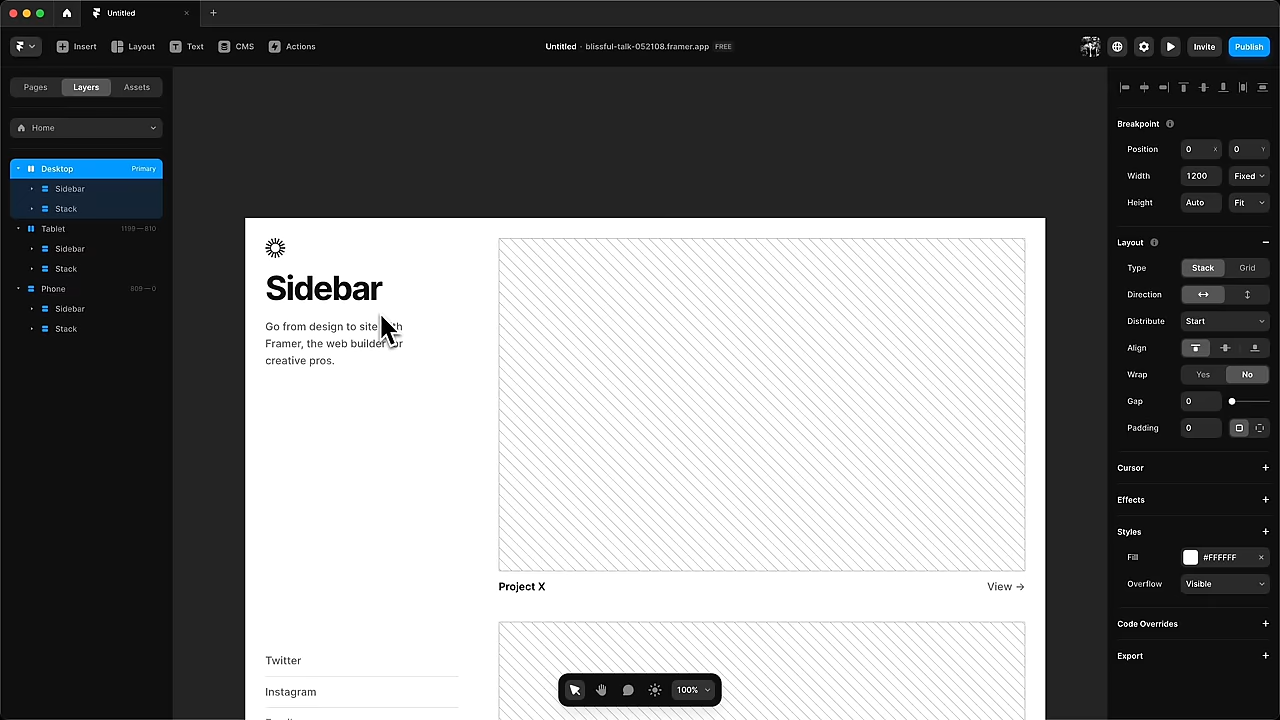 Untitled
Insert
Layout
Text
CMS
Actions
Untitled · blissful-talk-052108.framer.app FREE
Invite
Publish
Pages
Layers
Assets
Home
Desktop Primary
Sidebar
Stack
Tablet 1199—810
Sidebar
Stack
Phone 809—0
Sidebar
Stack
Sidebar
Go from design to site
Framer, the web builder
creative pros.
Project X
View →
Twitter
Instagram
100%
Breakpoint
Position 0 X 0 Y
Width 1200 Fixed
Height Auto Fit
Layout
Type Stack Grid
Direction
Distribute Start
Align
Wrap Yes No
Gap 0
Padding 0
Cursor
Effects
Styles
Fill #FFFFFF
Overflow Visible
Code Overrides
Export